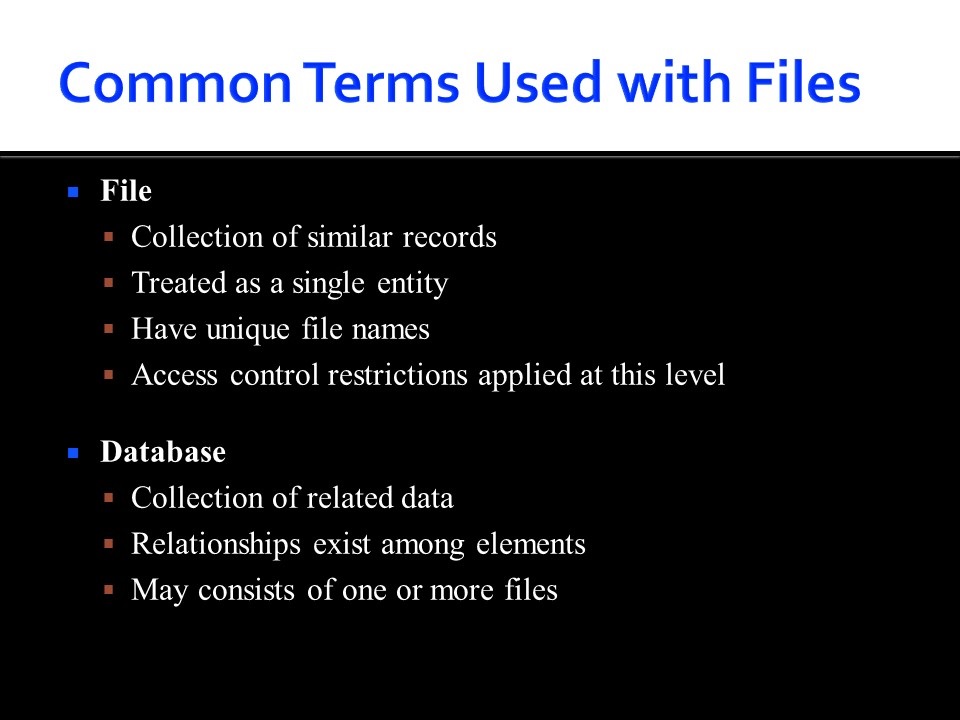 Common Terms Used with Files
File
Collection of similar records
Treated as a single entity
Have unique file names
Access control restrictions applied at this level
Database
Collection of related data
Relationships exist among elements
May consists of one or more files